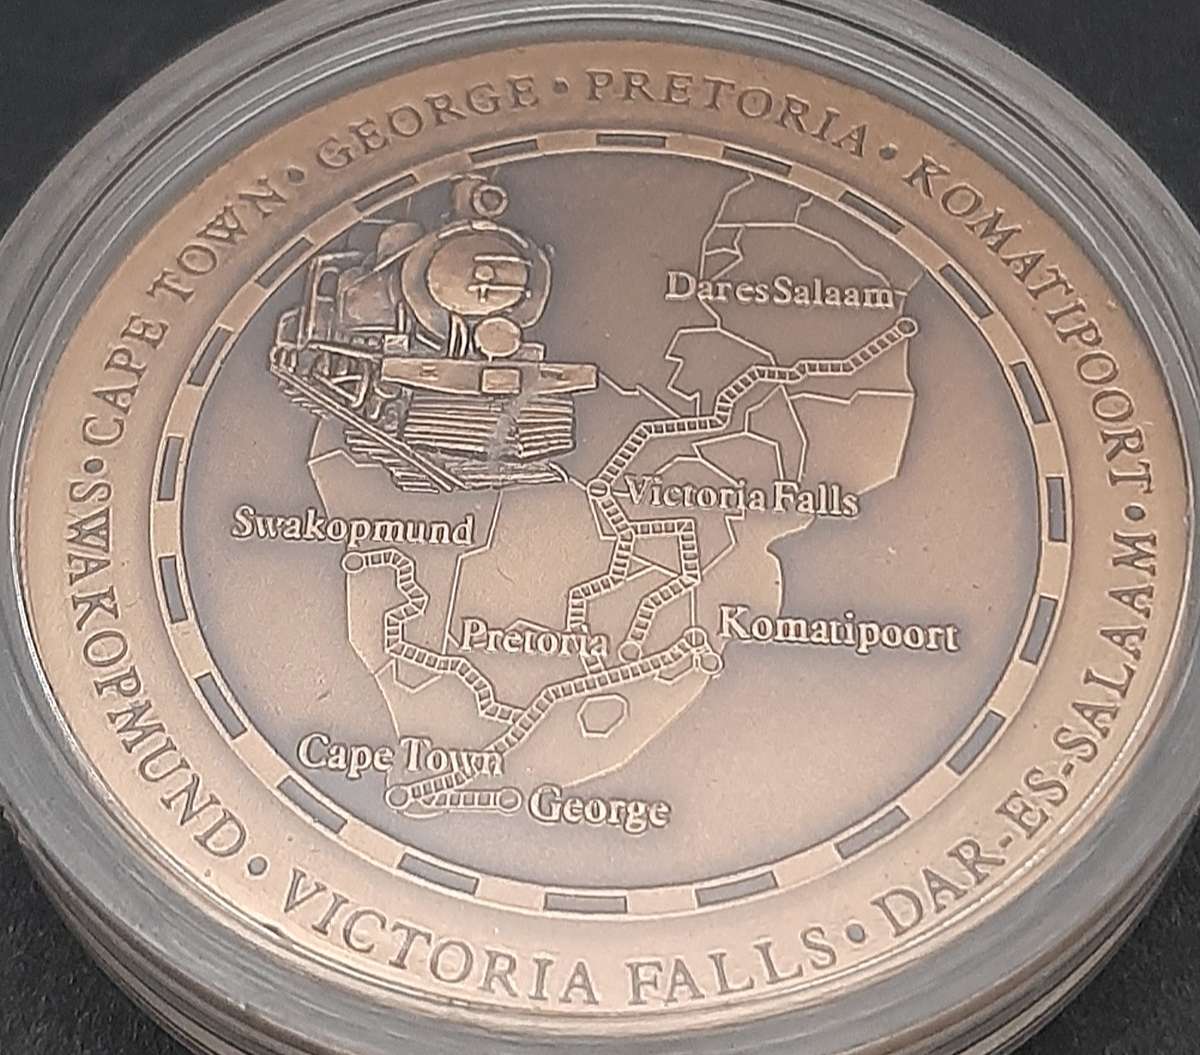 CAPE TOWN • GEORGE • PRETORIA • KOMATIPOORT • DAR-ES-SALAAM • VICTORIA FALLS • SWAKOPMUND •
Dar es Salaam
Victoria Falls
Swakopmund
Pretoria
Komatipoort
Cape Town
George